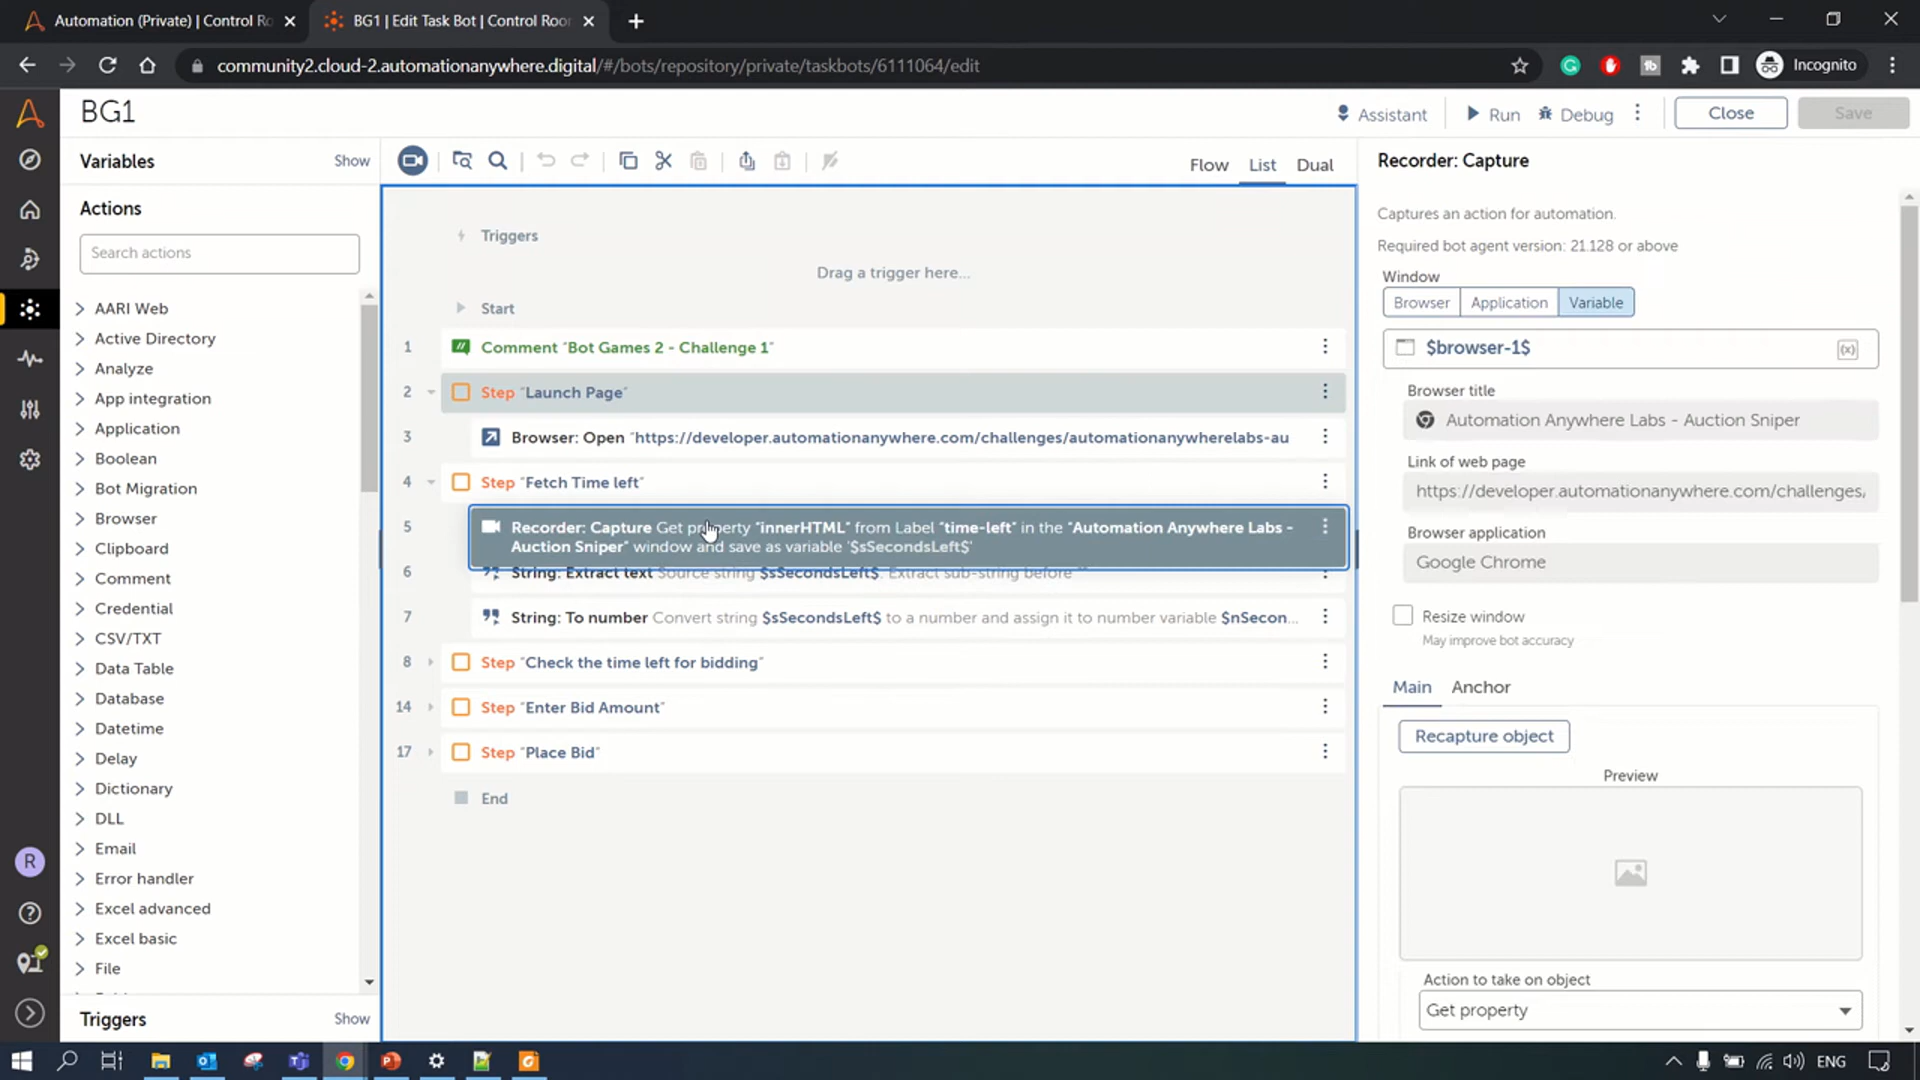 Automation (Private) | Control Ro
BG1 | Edit Task Bot | Control Room
community2.cloud-2.automationanywhere.digital/#/bots/repository/private/taskbots/6111064/edit
Incognito
BG1
Assistant
Run
Debug
Close
Save
Variables
Show
Flow
List
Dual
Recorder: Capture
Actions
Search actions
AARI Web
Active Directory
Analyze
App integration
Application
Boolean
Bot Migration
Browser
Clipboard
Comment
Credential
CSV/TXT
Data Table
Database
Datetime
Delay
Dictionary
DLL
Email
Error handler
Excel advanced
Excel basic
File
Triggers
Show
R
Triggers
Drag a trigger here...
Start
1 Comment "Bot Games 2 - Challenge 1"
2 Step "Launch Page"
3 Browser: Open "https://developer.automationanywhere.com/challenges/automationanywherelabs-au
4 Step "Fetch Time left"
5 Recorder: Capture Get property "innerHTML" from Label "time-left" in the "Automation Anywhere Labs -
Auction Sniper" window and save as variable '$sSecondsLeft$'
6 String: Extract text Source string $sSecondsLeft$. Extract sub-string before ""
7 String: To number Convert string $sSecondsLeft$ to a number and assign it to number variable $nSecon...
8 Step "Check the time left for bidding"
14 Step "Enter Bid Amount"
17 Step "Place Bid"
End
Captures an action for automation.
Required bot agent version: 21.128 or above
Window
Browser
Application
Variable
$browser-1$
(x)
Browser title
Automation Anywhere Labs - Auction Sniper
Link of web page
https://developer.automationanywhere.com/challenges/
Browser application
Google Chrome
Resize window
May improve bot accuracy
Main
Anchor
Recapture object
Preview
Action to take on object
Get property
ENG